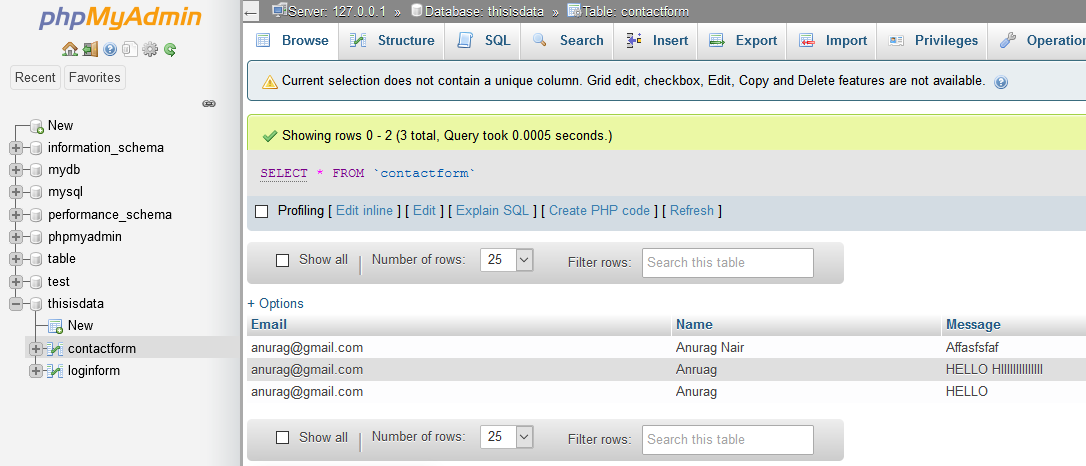 phpMyAdmin
Recent Favorites
New
information_schema
mydb
mysql
performance_schema
phpmyadmin
table
test
thisisdata
New
contactform
loginform
Server: 127.0.0.1 » Database: thisisdata » Table: contactform
Browse Structure SQL Search Insert Export Import Privileges Operation
Current selection does not contain a unique column. Grid edit, checkbox, Edit, Copy and Delete features are not available.
Showing rows 0 - 2 (3 total, Query took 0.0005 seconds.)
SELECT * FROM `contactform`
Profiling [ Edit inline ] [ Edit ] [ Explain SQL ] [ Create PHP code ] [ Refresh ]
Show all | Number of rows: 25 Filter rows: Search this table
+ Options
Email Name Message
anurag@gmail.com Anurag Nair Affasfsfaf
anurag@gmail.com Anruag HELLO HIIIIIIIIIIIIII
anurag@gmail.com Anurag HELLO
Show all | Number of rows: 25 Filter rows: Search this table